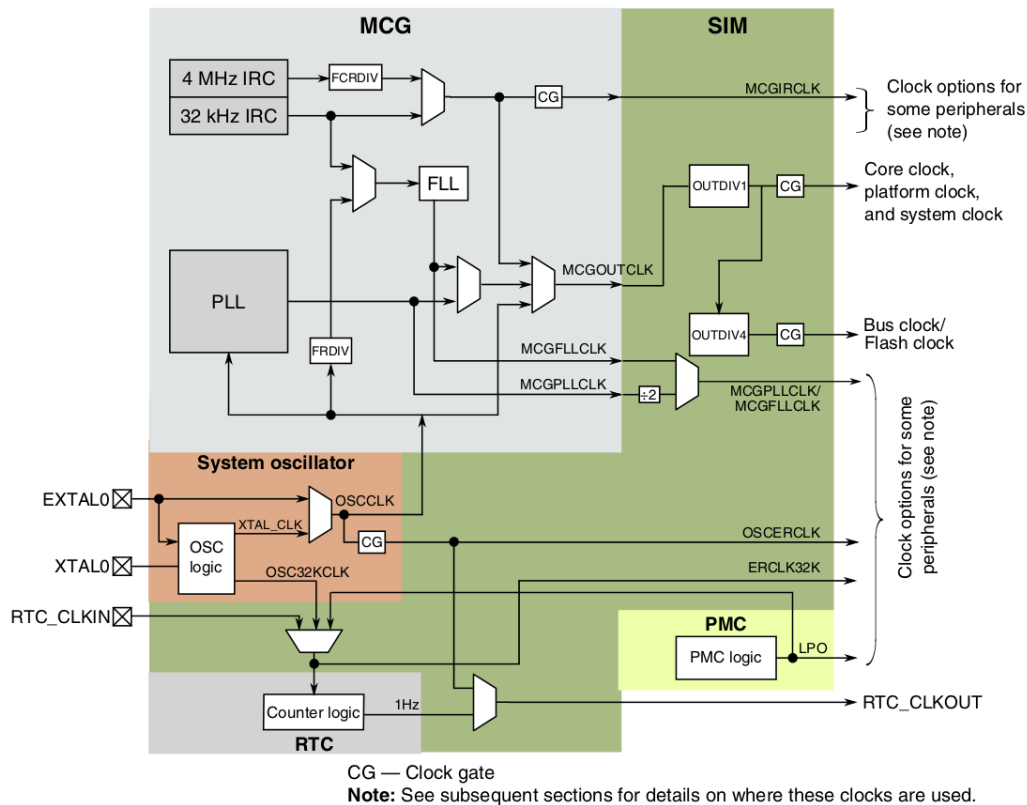 MCG
SIM
4 MHz IRC
FCRDIV
CG
MCGIRCLK
Clock options for
some peripherals
(see note)
32 kHz IRC
FLL
OUTDIV1
CG
Core clock,
platform clock,
and system clock
MCGOUTCLK
PLL
FRDIV
OUTDIV4
CG
Bus clock/
Flash clock
MCGFLLCLK
MCGPLLCLK
÷2
MCGPLLCLK/
MCGFLLCLK
Clock options for some
peripherals (see note)
System oscillator
EXTAL0
OSCCLK
XTAL_CLK
OSC
logic
CG
OSCERCLK
XTAL0
OSC32KCLK
ERCLK32K
RTC_CLKIN
PMC
PMC logic
LPO
Counter logic
1Hz
RTC_CLKOUT
RTC
CG — Clock gate
Note: See subsequent sections for details on where these clocks are used.